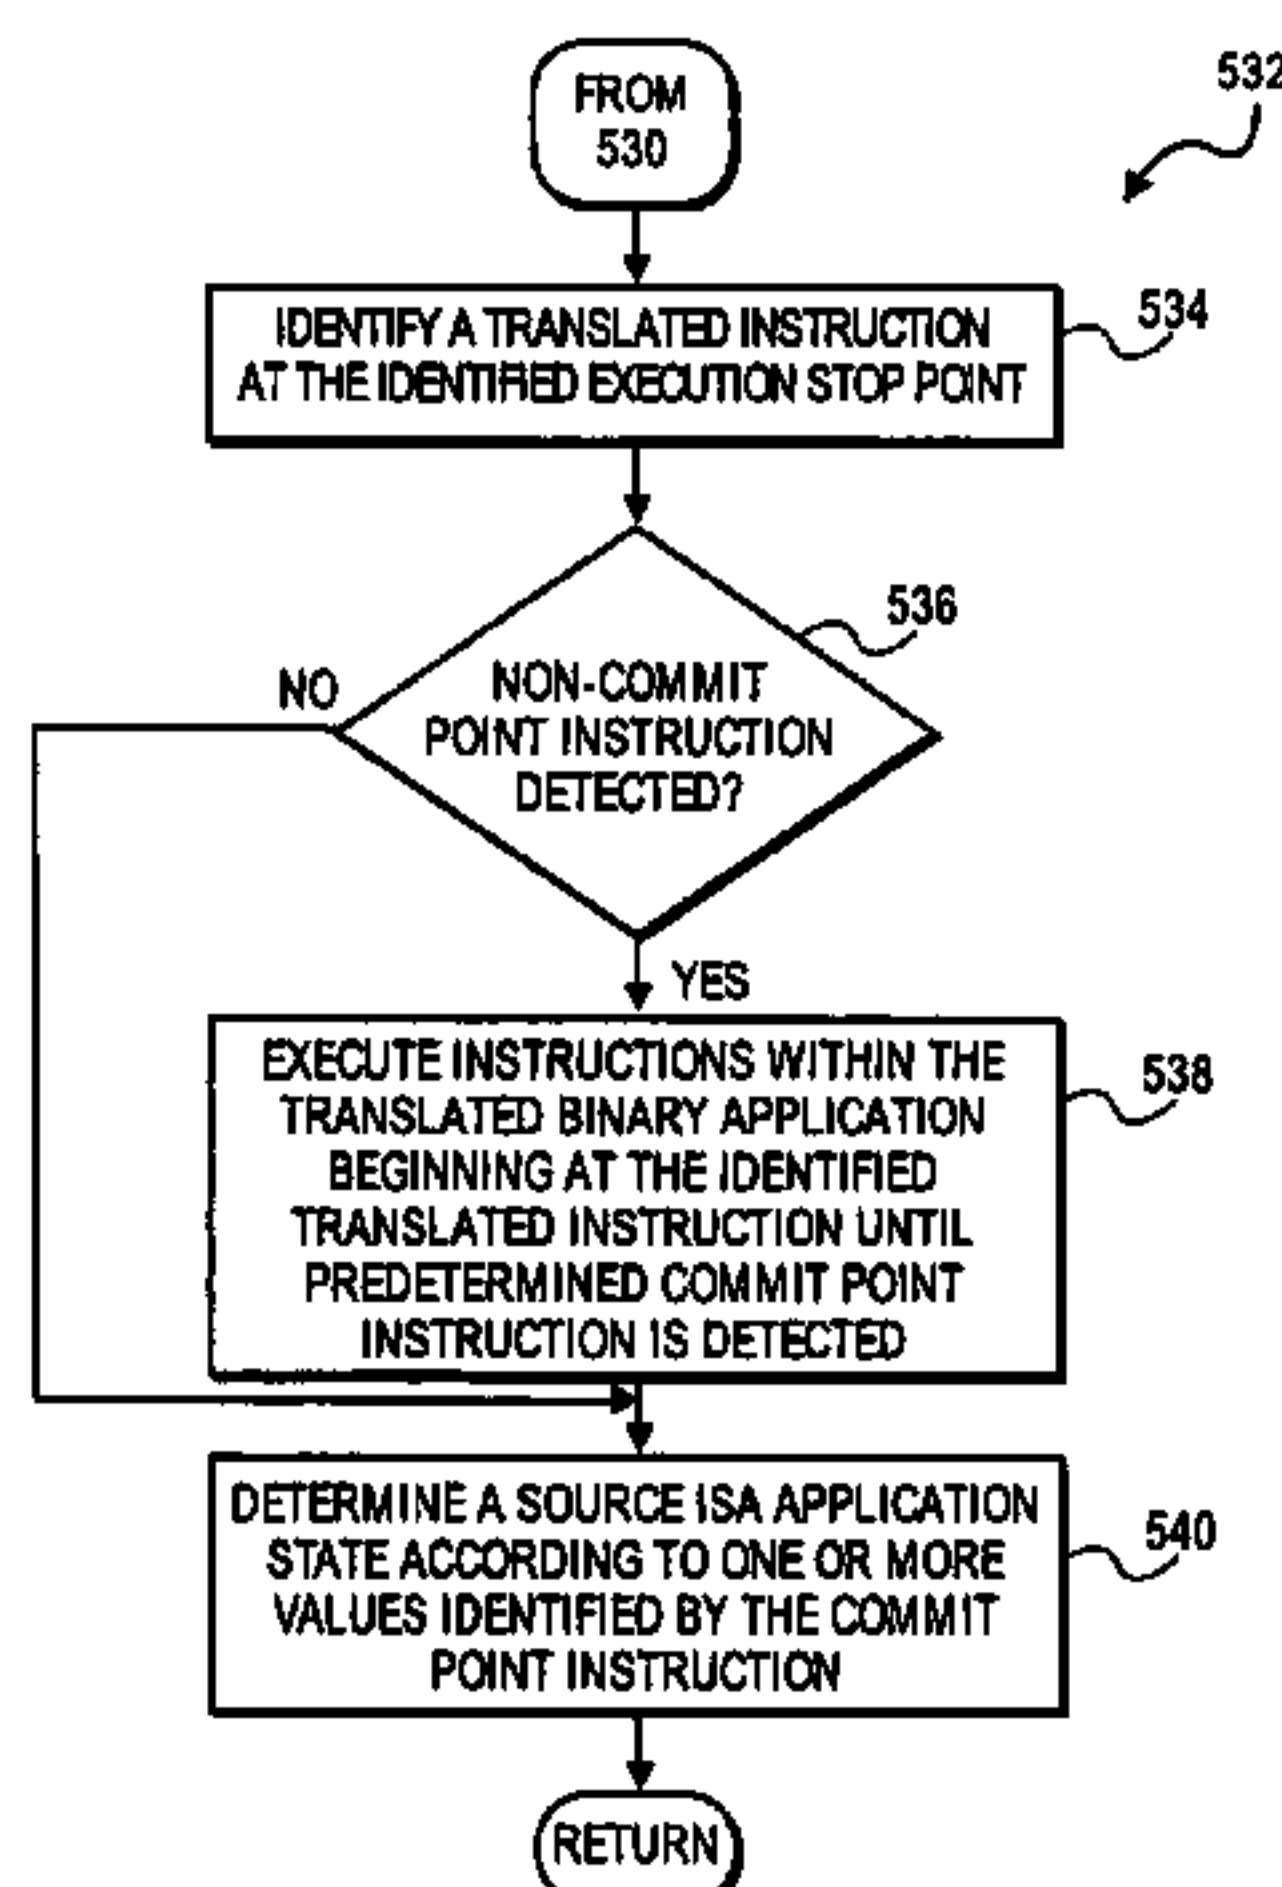 FROM
530
532
IDENTIFY A TRANSLATED INSTRUCTION
AT THE IDENTIFIED EXECUTION STOP POINT
534
536
NON-COMMIT
POINT INSTRUCTION
DETECTED?
NO
YES
EXECUTE INSTRUCTIONS WITHIN THE
TRANSLATED BINARY APPLICATION
BEGINNING AT THE IDENTIFIED
TRANSLATED INSTRUCTION UNTIL
PREDETERMINED COMMIT POINT
INSTRUCTION IS DETECTED
538
DETERMINE A SOURCE ISA APPLICATION
STATE ACCORDING TO ONE OR MORE
VALUES IDENTIFIED BY THE COMMIT
POINT INSTRUCTION
540
RETURN